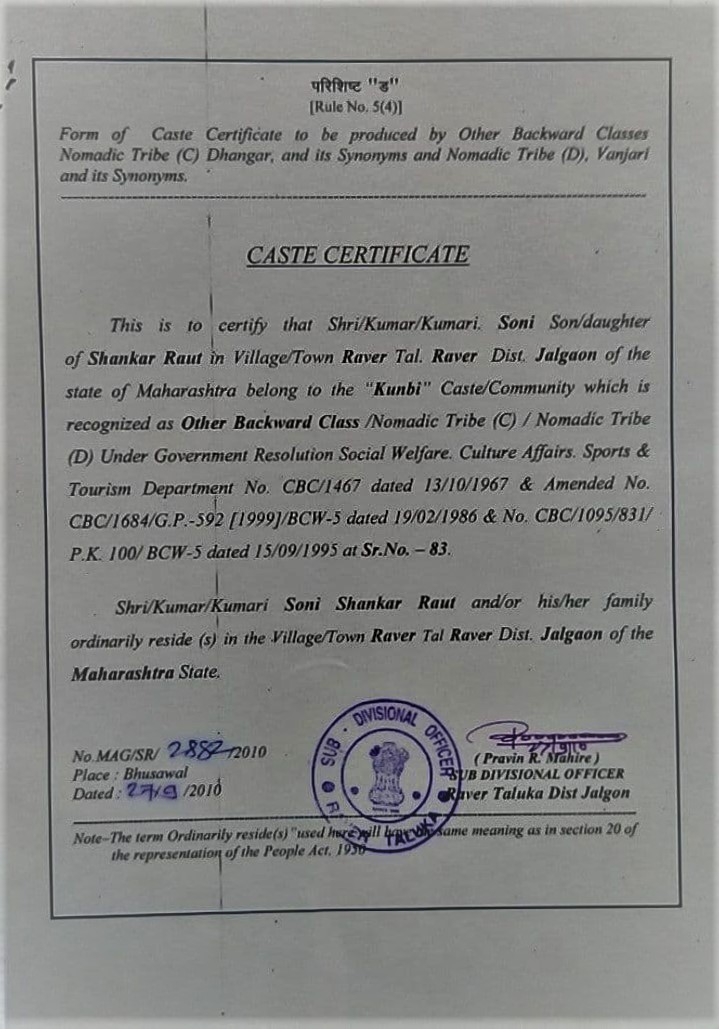 परिशिष्ट "ड"
[Rule No. 5(4)]
Form of Caste Certificate to be produced by Other Backward Classes
Nomadic Tribe (C) Dhangar, and its Synonyms and Nomadic Tribe (D), Vanjari
and its Synonyms.
CASTE CERTIFICATE
This is to certify that Shri/Kumar/Kumari. Soni Son/daughter
of Shankar Raut in Village/Town Raver Tal. Raver Dist. Jalgaon of the
state of Maharashtra belong to the "Kunbi" Caste/Community which is
recognized as Other Backward Class /Nomadic Tribe (C) / Nomadic Tribe
(D) Under Government Resolution Social Welfare. Culture Affairs. Sports &
Tourism Department No. CBC/1467 dated 13/10/1967 & Amended No.
CBC/1684/G.P.-592 [1999]/BCW-5 dated 19/02/1986 & No. CBC/1095/831/
P.K. 100/ BCW-5 dated 15/09/1995 at Sr.No. – 83.
Shri/Kumar/Kumari Soni Shankar Raut and/or his/her family
ordinarily reside (s) in the Village/Town Raver Tal Raver Dist. Jalgaon of the
Maharashtra State.
No.MAG/SR/ 2882/2010
Place : Bhusawal
Dated : 27/9 /2010
SUB - DIVISIONAL OFFICER
RAVER TALUKA
27/9/10
( Pravin R. Mahire )
SUB DIVISIONAL OFFICER
Raver Taluka Dist Jalgon
Note–The term Ordinarily reside(s)"used here will have the same meaning as in section 20 of
the representation of the People Act, 1950